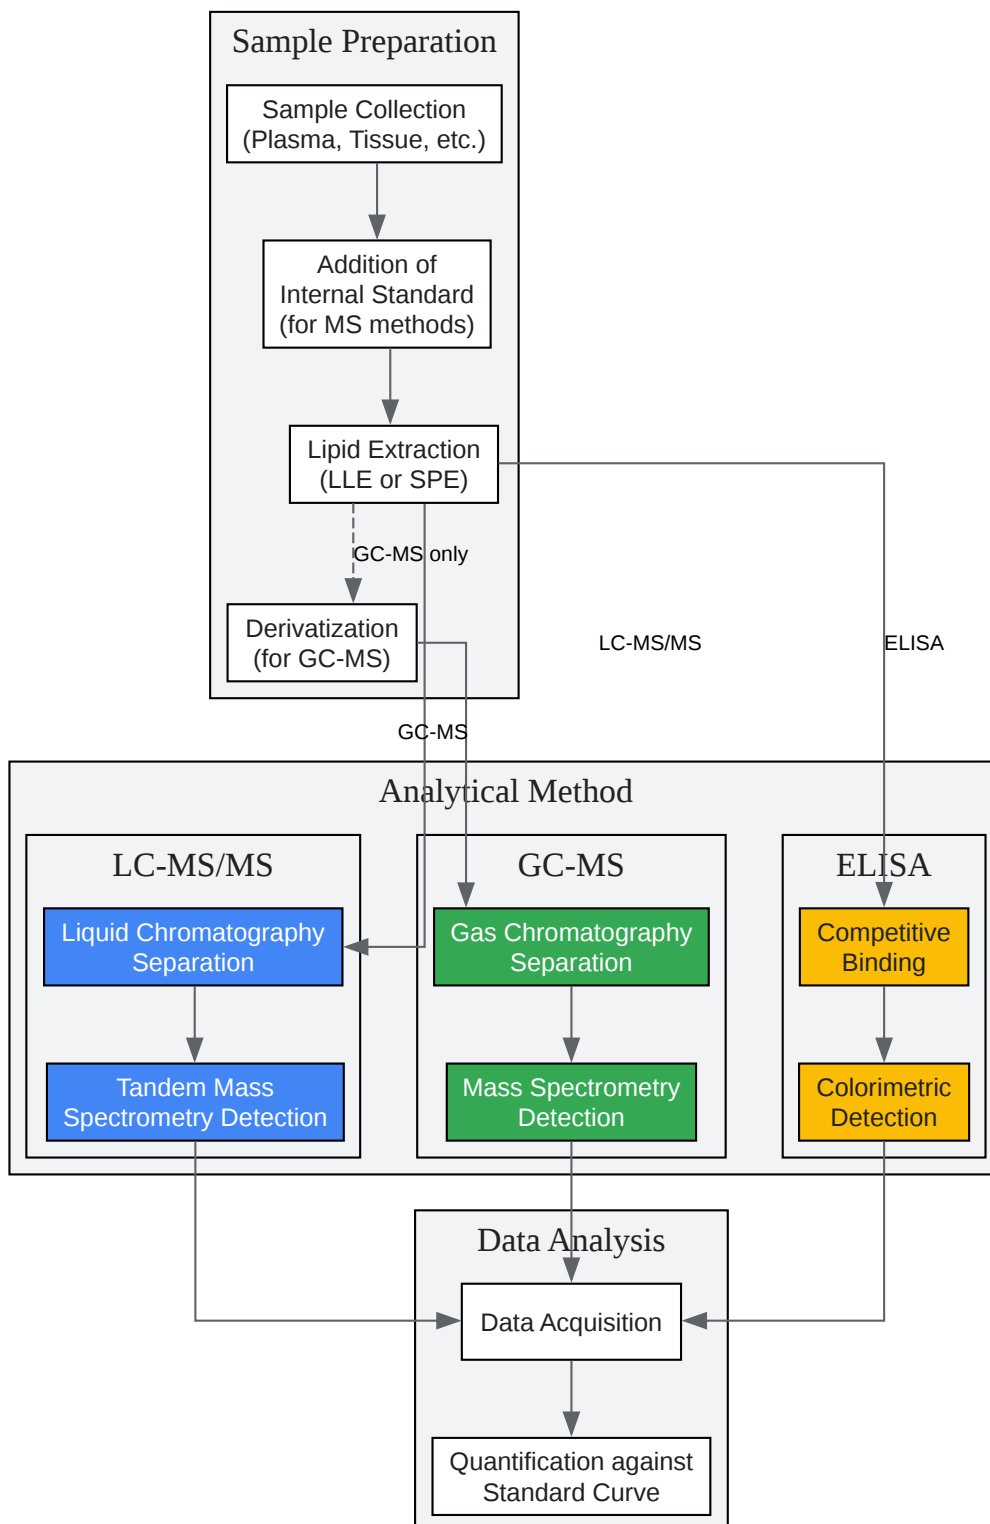 Sample Preparation
Sample Collection
(Plasma, Tissue, etc.)
Addition of
Internal Standard
(for MS methods)
Lipid Extraction
(LLE or SPE)
GC-MS only
Derivatization
(for GC-MS)
LC-MS/MS
ELISA
GC-MS
Analytical Method
LC-MS/MS
Liquid Chromatography
Separation
Tandem Mass
Spectrometry Detection
GC-MS
Gas Chromatography
Separation
Mass Spectrometry
Detection
ELISA
Competitive
Binding
Colorimetric
Detection
Data Analysis
Data Acquisition
Quantification against
Standard Curve